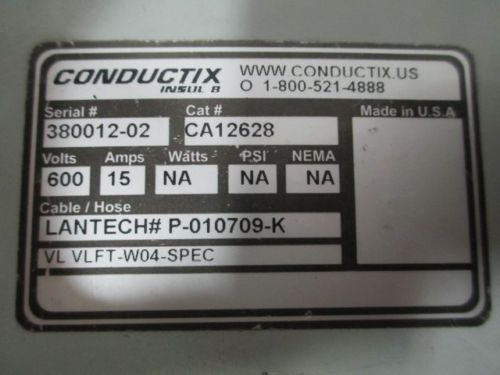 CONDUCTIX
INSUL 8
WWW.CONDUCTIX.US
O 1-800-521-4888
Serial #
Cat #
Made in U.S.A
380012-02
CA12628
Volts
Amps
Watts
PSI
NEMA
600
15
NA
NA
NA
Cable / Hose
LANTECH# P-010709-K
VL VLFT-W04-SPEC